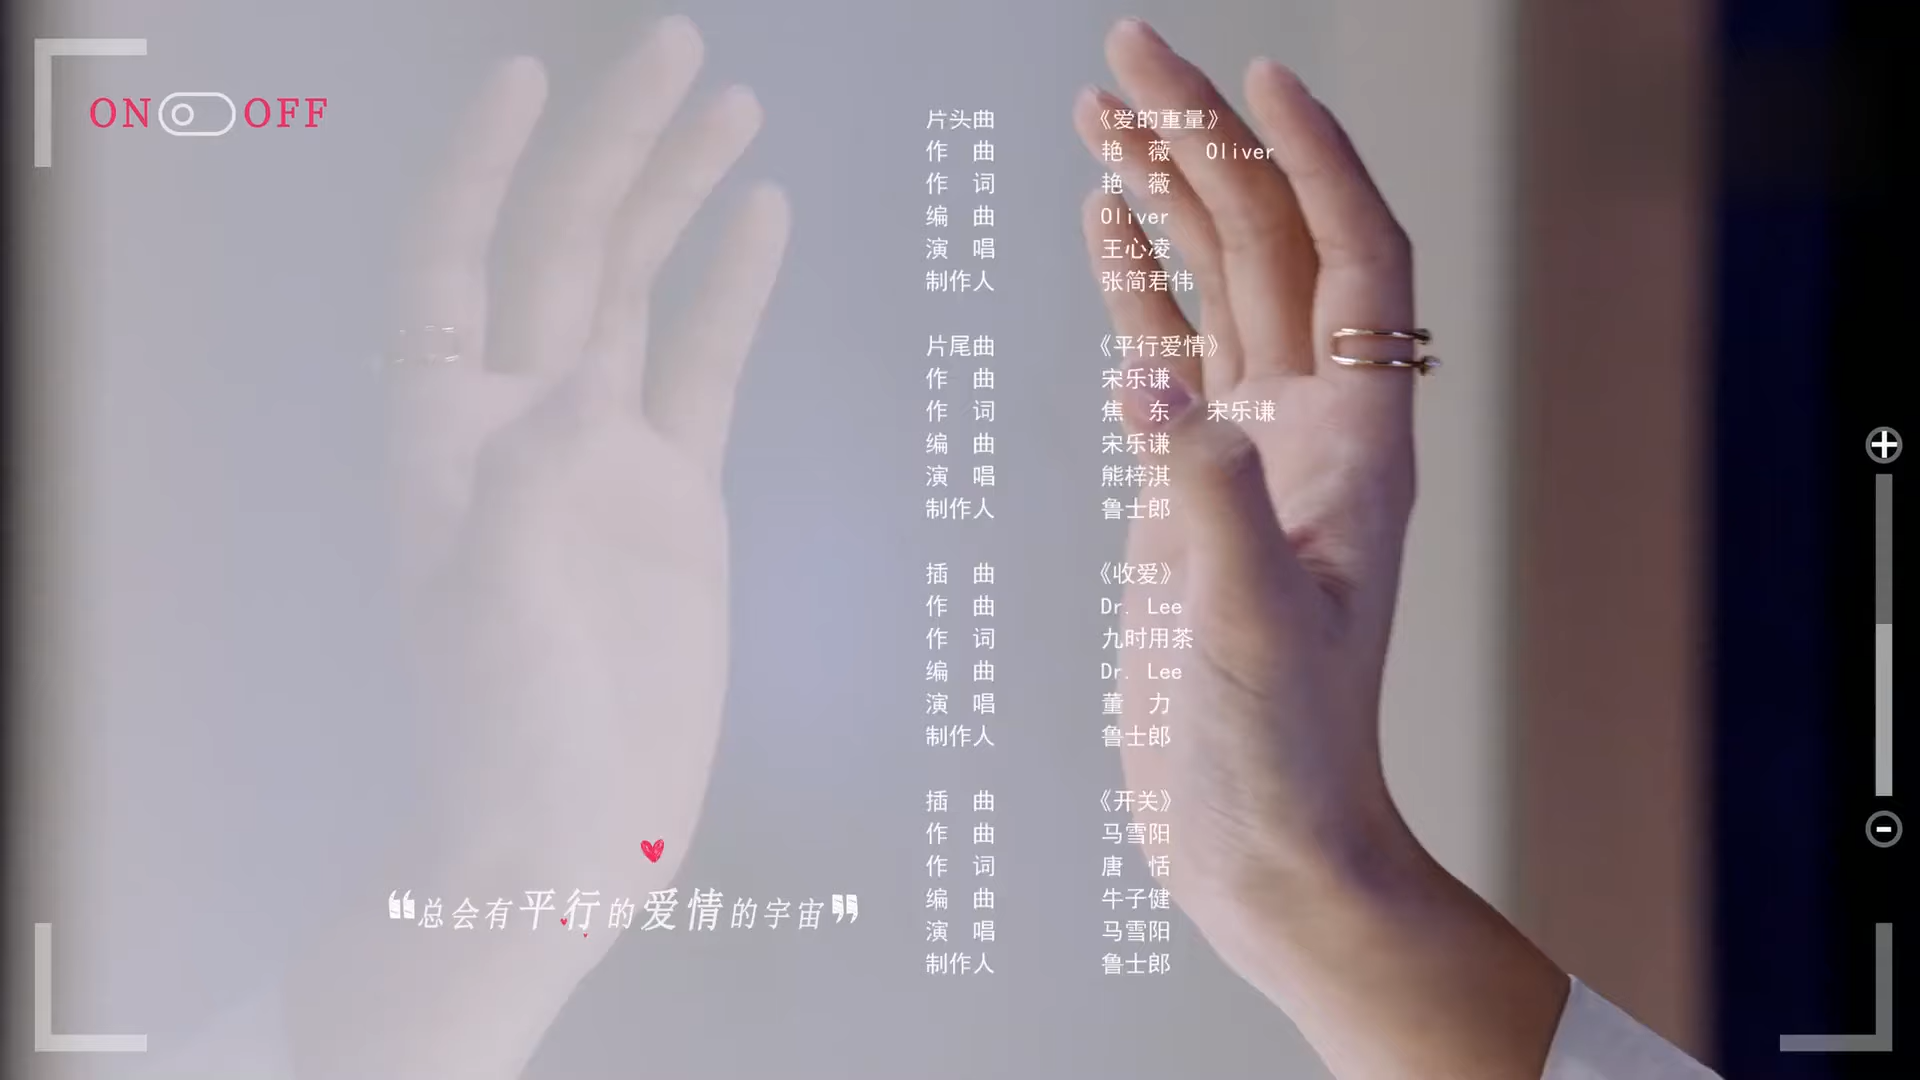 ON OFF
片头曲 《爱的重量》
作 曲 艳 薇 Oliver
作 词 艳 薇
编 曲 Oliver
演 唱 王心凌
制作人 张简君伟
片尾曲 《平行爱情》
作 曲 宋乐谦
作 词 焦 东 宋乐谦
编 曲 宋乐谦
演 唱 熊梓淇
制作人 鲁士郎
插 曲 《收爱》
作 曲 Dr. Lee
作 词 九时用茶
编 曲 Dr. Lee
演 唱 董 力
制作人 鲁士郎
插 曲 《开关》
作 曲 马雪阳
作 词 唐 恬
编 曲 牛子健
演 唱 马雪阳
制作人 鲁士郎
❝总会有平行的爱情的宇宙❞